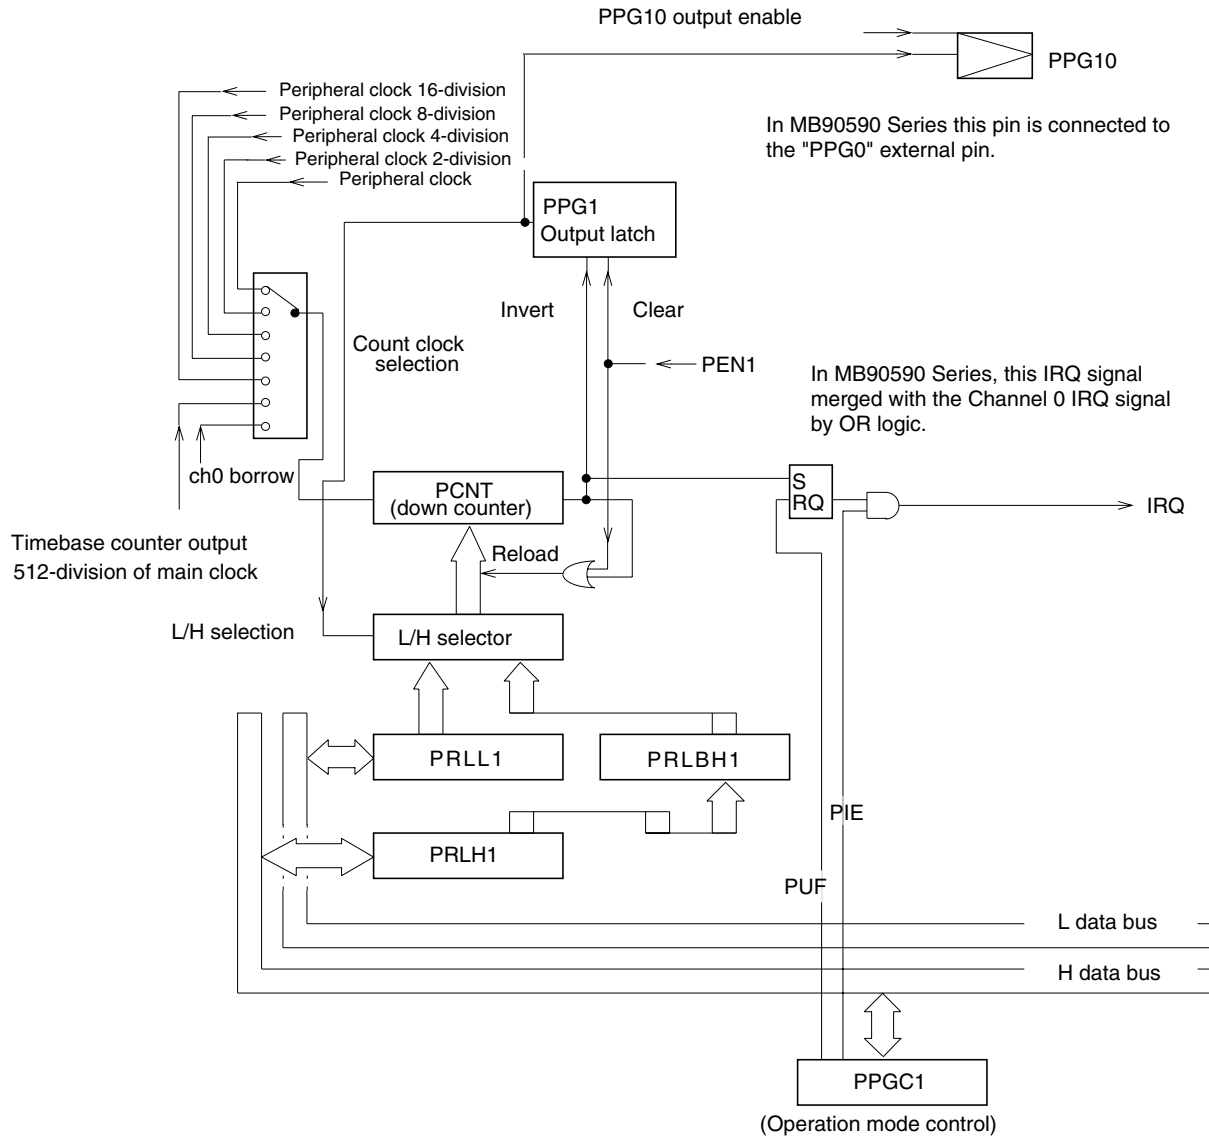 PPG10 output enable
PPG10
Peripheral clock 16-division
Peripheral clock 8-division
Peripheral clock 4-division
Peripheral clock 2-division
Peripheral clock
In MB90590 Series this pin is connected to
the "PPG0" external pin.
PPG1
Output latch
Invert
Clear
Count clock
selection
PEN1
In MB90590 Series, this IRQ signal
merged with the Channel 0 IRQ signal
by OR logic.
ch0 borrow
PCNT
(down counter)
S
RQ
IRQ
Timebase counter output
512-division of main clock
Reload
L/H selection
L/H selector
PRLL1
PRLBH1
PIE
PRLH1
PUF
L data bus
H data bus
PPGC1
(Operation mode control)